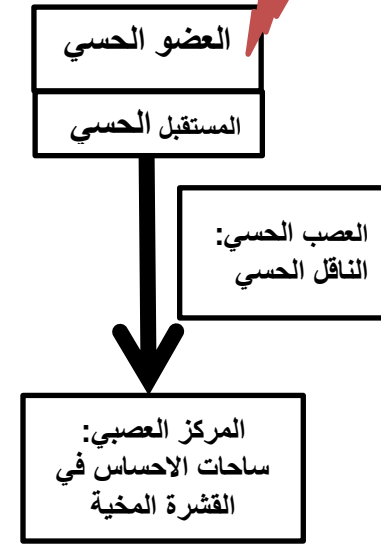 العضو الحسي
المستقبل الحسي
العصب الحسي:
الناقل الحسي
المركز العصبي:
ساحات الاحساس في
القشرة المخية